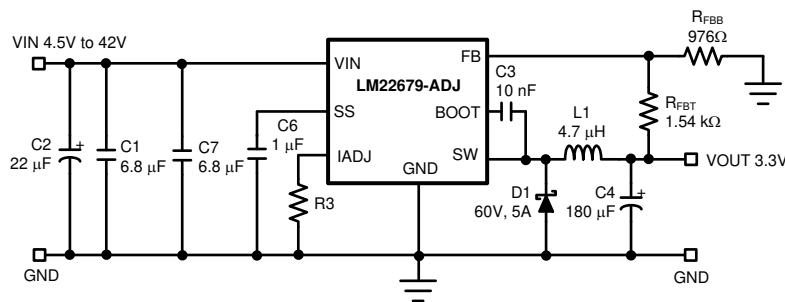 VIN 4.5V to 42V
VIN
FB
LM22679-ADJ
SS
BOOT
IADJ
SW
GND
C2
22 µF
+
C1
6.8 µF
C7
6.8 µF
C6
1 µF
R3
C3
10 nF
L1
4.7 µH
D1
60V, 5A
C4
180 µF
+
RFBB
976Ω
RFBT
1.54 kΩ
VOUT 3.3V
GND
GND